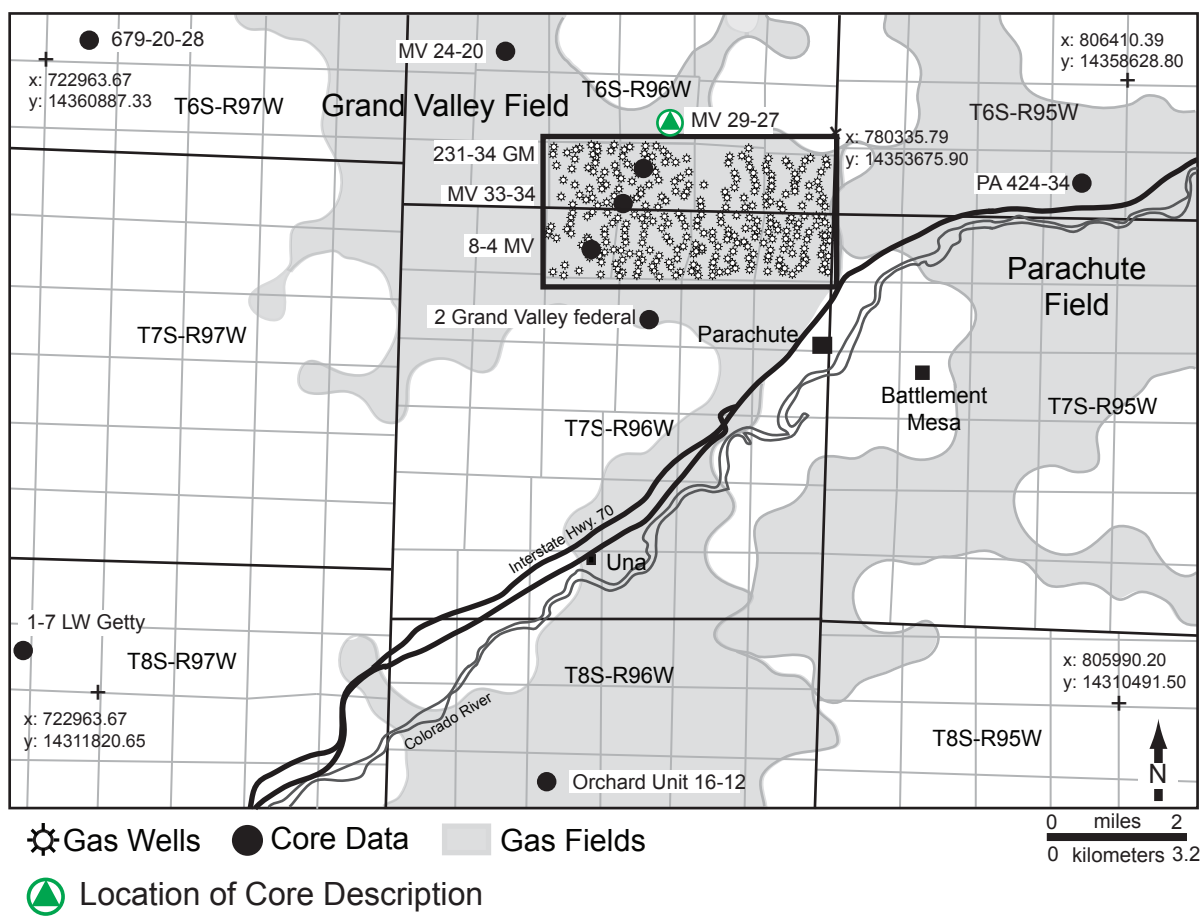 679-20-28
MV 24-20
x: 806410.39
y: 14358628.80
x: 722963.67
y: 14360887.33
T6S-R97W
Grand Valley Field
T6S-R96W
T6S-R95W
MV 29-27
231-34 GM
x: 780335.79
y: 14353675.90
MV 33-34
PA 424-34
8-4 MV
Parachute
Field
2 Grand Valley federal
Parachute
T7S-R97W
Battlement
Mesa
T7S-R95W
T7S-R96W
Interstate Hwy. 70
Una
1-7 LW Getty
T8S-R97W
T8S-R96W
x: 805990.20
y: 14310491.50
x: 722963.67
y: 14311820.65
Colorado River
T8S-R95W
Orchard Unit 16-12
N
0 miles 2
0 kilometers 3.2
Gas Wells
Core Data
Gas Fields
Location of Core Description